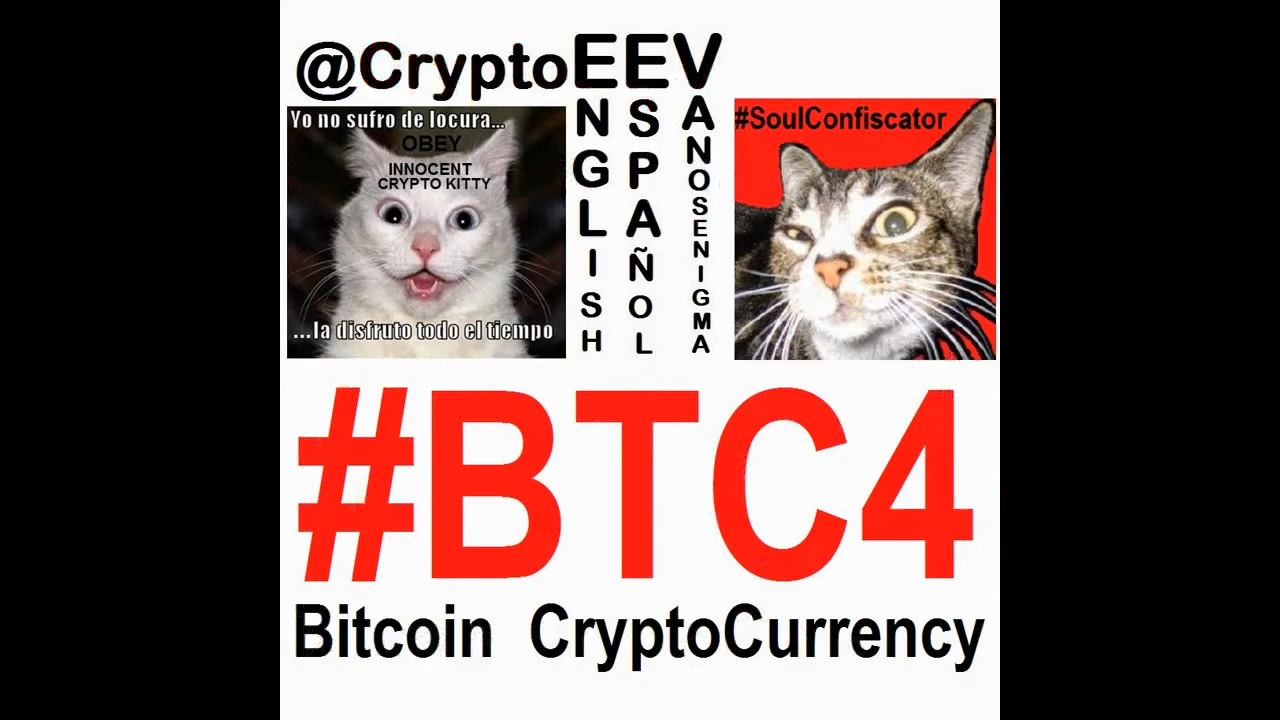 @CryptoEEV
ENGLISH
ESPAÑOL
VANOSENIGMA
Yo no sufro de locura...
OBEY
INNOCENT
CRYPTO KITTY
...la disfruto todo el tiempo
#SoulConfiscator
#BTC4
Bitcoin CryptoCurrency